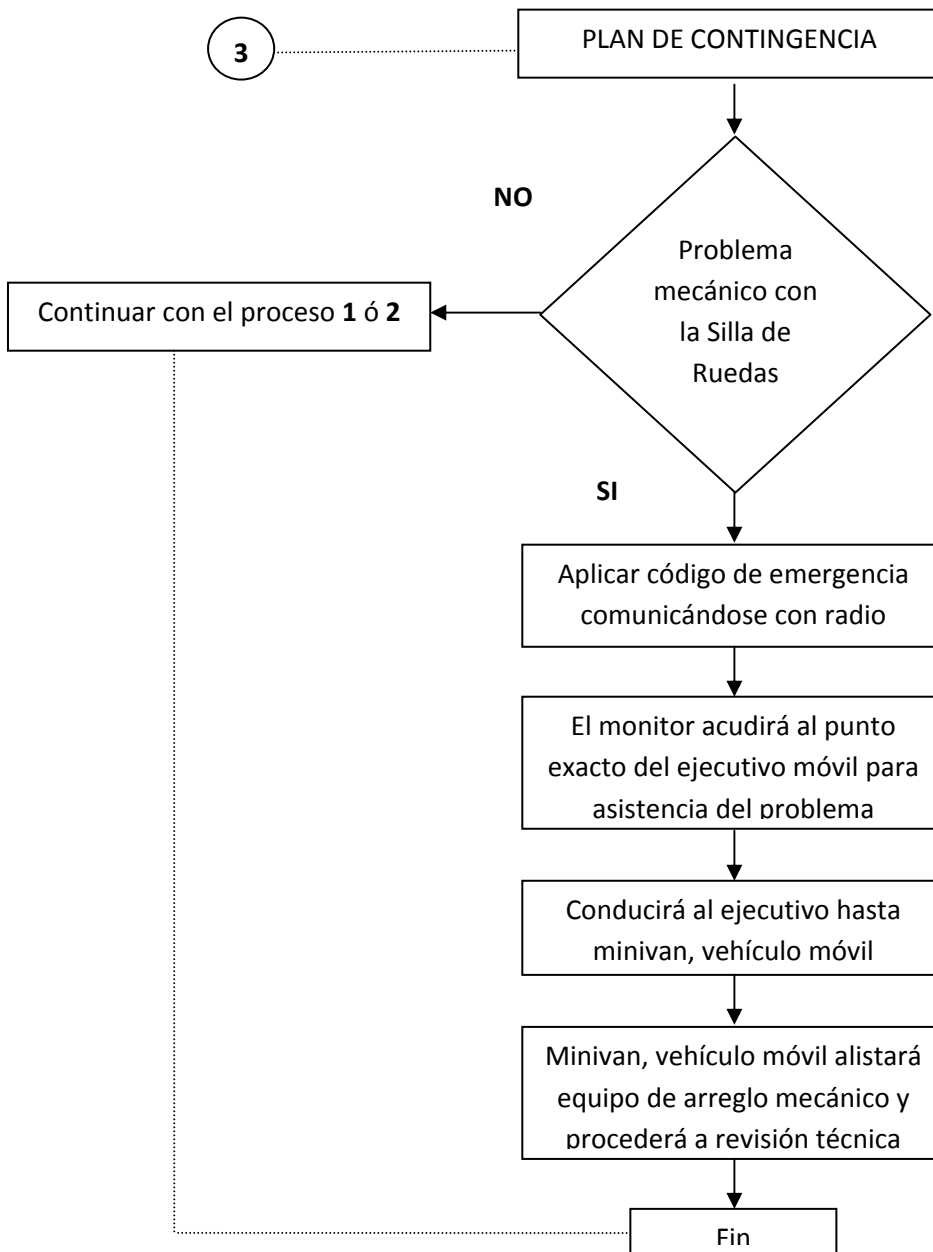 3
PLAN DE CONTINGENCIA
NO
Problema
mecánico con
la Silla de
Ruedas
Continuar con el proceso 1 ó 2
SI
Aplicar código de emergencia
comunicándose con radio
El monitor acudirá al punto
exacto del ejecutivo móvil para
asistencia del problema
Conducirá al ejecutivo hasta
minivan, vehículo móvil
Minivan, vehículo móvil alistará
equipo de arreglo mecánico y
procederá a revisión técnica
Fin